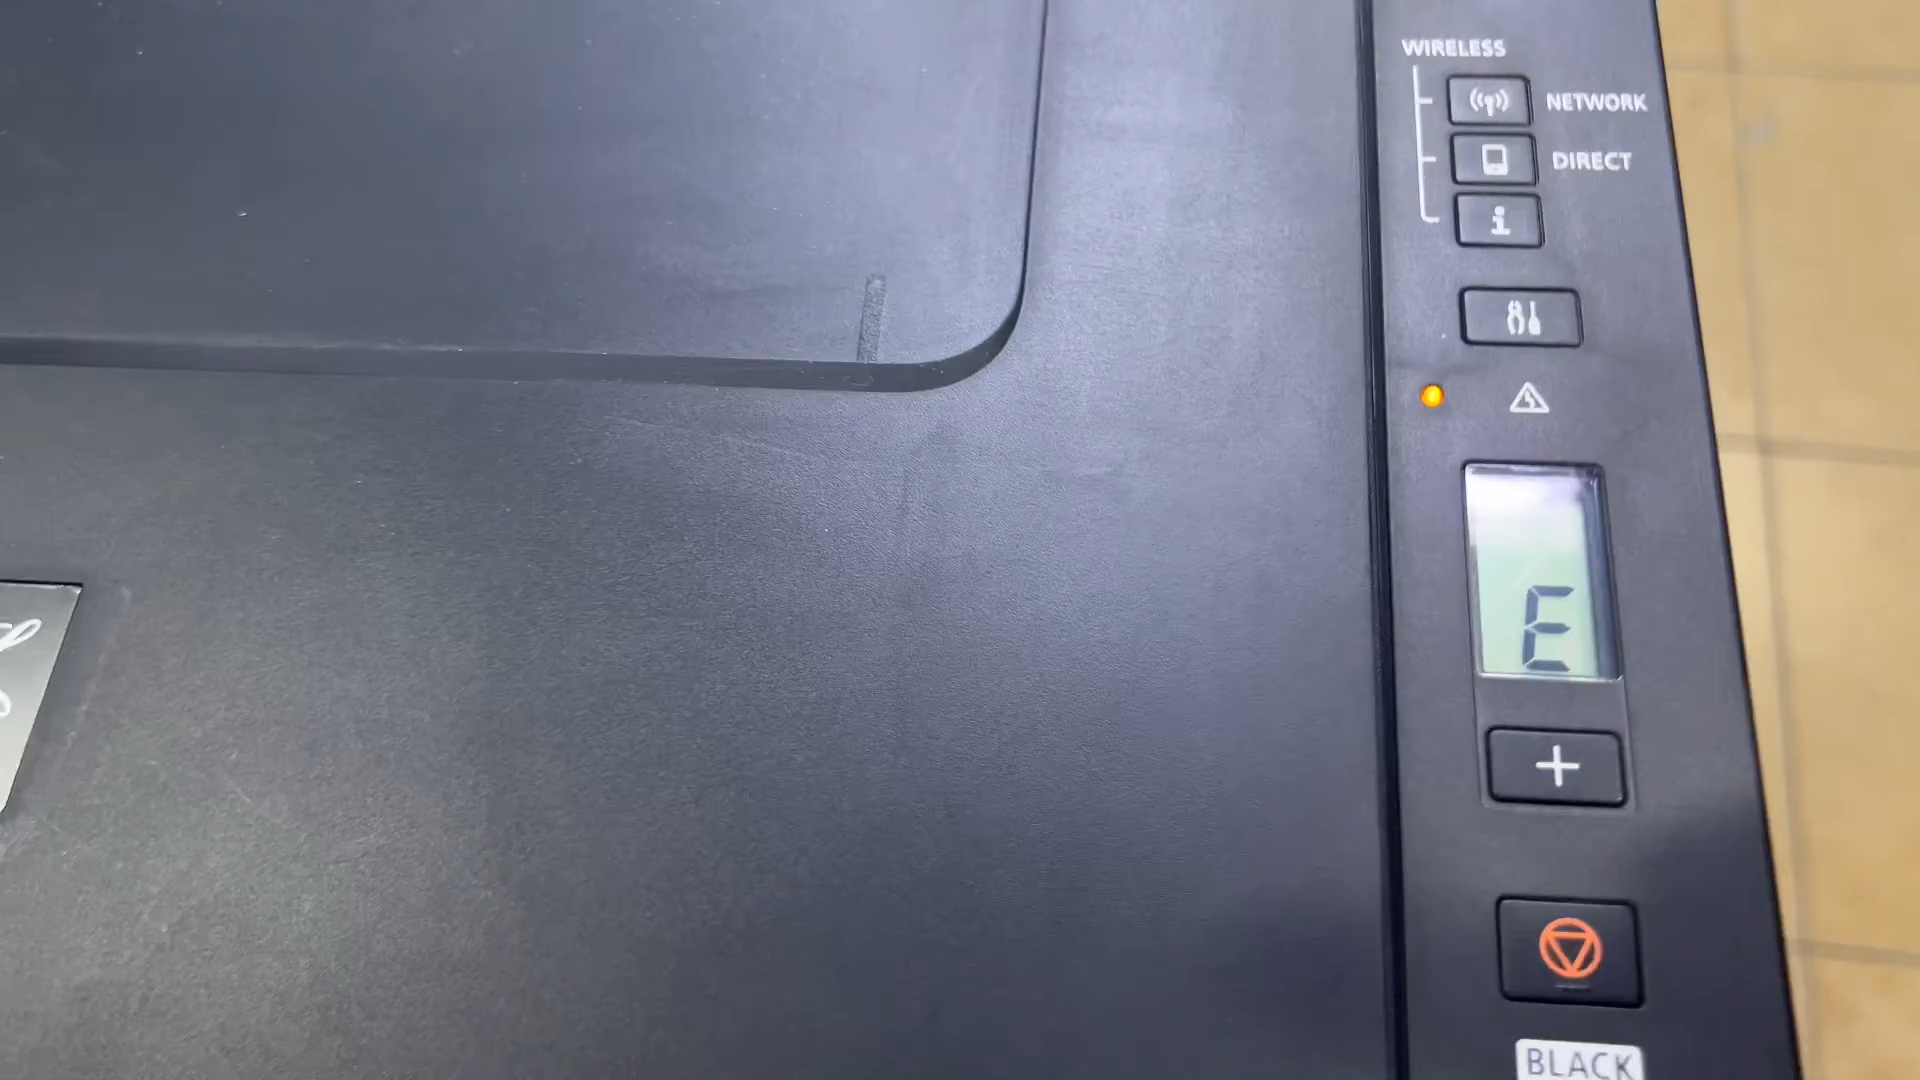 WIRELESS
NETWORK
DIRECT
i
E
+
BLACK